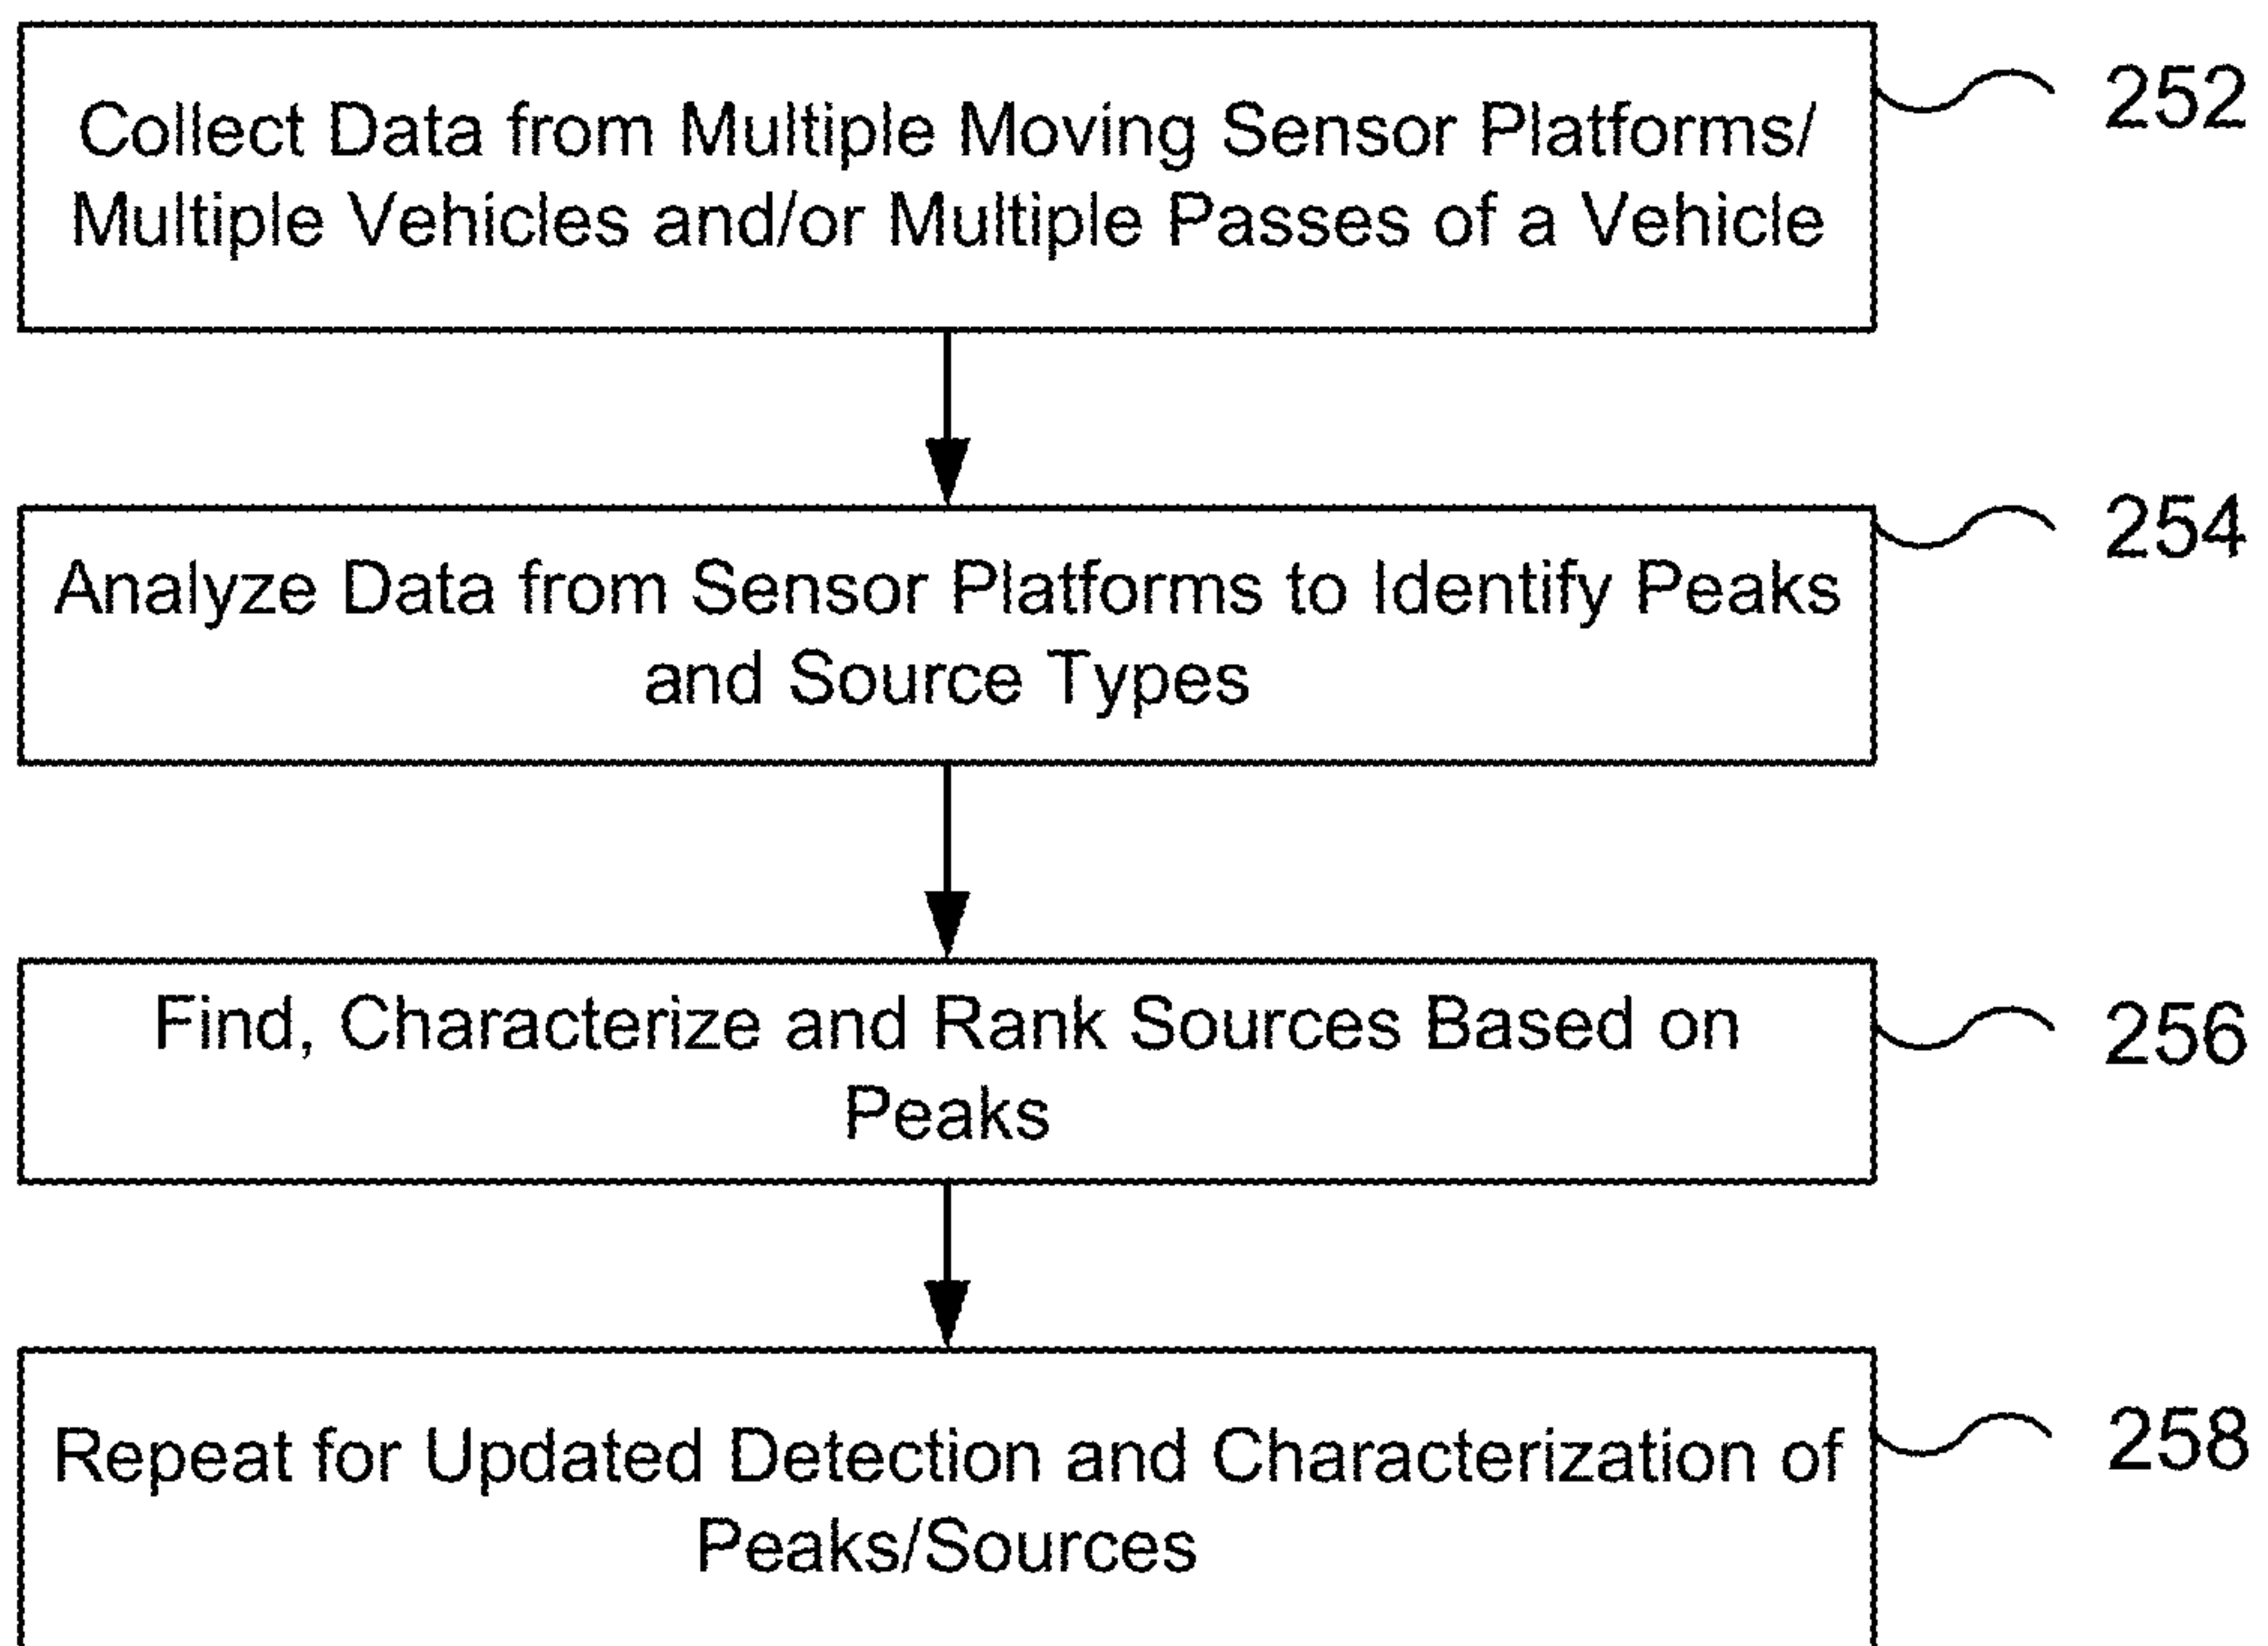 Collect Data from Multiple Moving Sensor Platforms/
Multiple Vehicles and/or Multiple Passes of a Vehicle
252
Analyze Data from Sensor Platforms to Identify Peaks
and Source Types
254
Find, Characterize and Rank Sources Based on
Peaks
256
Repeat for Updated Detection and Characterization of
Peaks/Sources
258